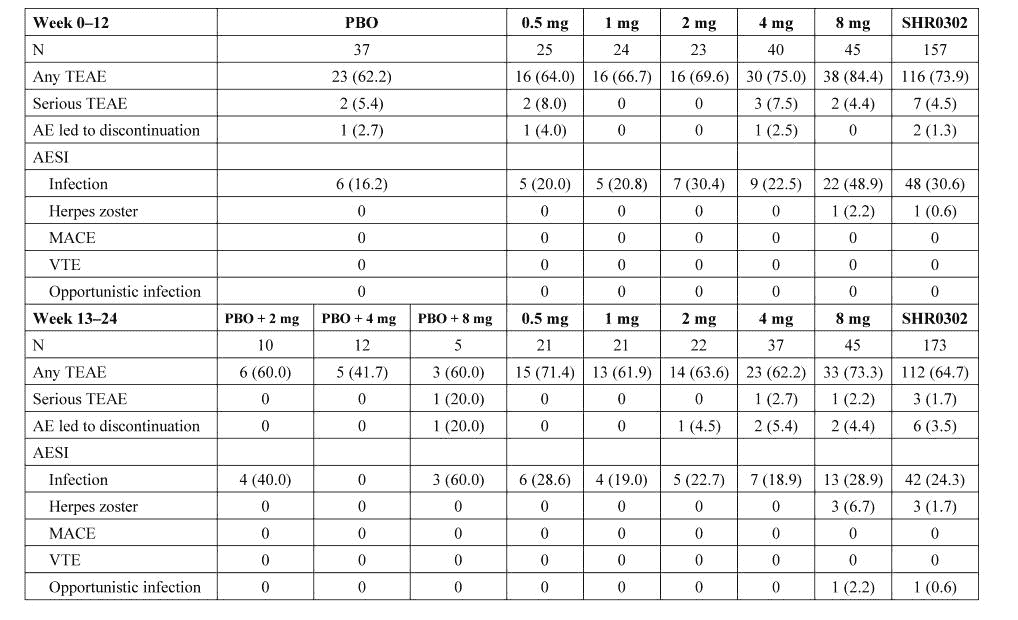 Week 0–12 PBO 0.5 mg 1 mg 2 mg 4 mg 8 mg SHR0302
N 37 25 24 23 40 45 157
Any TEAE 23 (62.2) 16 (64.0) 16 (66.7) 16 (69.6) 30 (75.0) 38 (84.4) 116 (73.9)
Serious TEAE 2 (5.4) 2 (8.0) 0 0 3 (7.5) 2 (4.4) 7 (4.5)
AE led to discontinuation 1 (2.7) 1 (4.0) 0 0 1 (2.5) 0 2 (1.3)
AESI
Infection 6 (16.2) 5 (20.0) 5 (20.8) 7 (30.4) 9 (22.5) 22 (48.9) 48 (30.6)
Herpes zoster 0 0 0 0 0 1 (2.2) 1 (0.6)
MACE 0 0 0 0 0 0 0
VTE 0 0 0 0 0 0 0
Opportunistic infection 0 0 0 0 0 0 0
Week 13–24 PBO + 2 mg PBO + 4 mg PBO + 8 mg 0.5 mg 1 mg 2 mg 4 mg 8 mg SHR0302
N 10 12 5 21 21 22 37 45 173
Any TEAE 6 (60.0) 5 (41.7) 3 (60.0) 15 (71.4) 13 (61.9) 14 (63.6) 23 (62.2) 33 (73.3) 112 (64.7)
Serious TEAE 0 0 1 (20.0) 0 0 0 1 (2.7) 1 (2.2) 3 (1.7)
AE led to discontinuation 0 0 1 (20.0) 0 0 1 (4.5) 2 (5.4) 2 (4.4) 6 (3.5)
AESI
Infection 4 (40.0) 0 3 (60.0) 6 (28.6) 4 (19.0) 5 (22.7) 7 (18.9) 13 (28.9) 42 (24.3)
Herpes zoster 0 0 0 0 0 0 0 3 (6.7) 3 (1.7)
MACE 0 0 0 0 0 0 0 0 0
VTE 0 0 0 0 0 0 0 0 0
Opportunistic infection 0 0 0 0 0 0 0 1 (2.2) 1 (0.6)